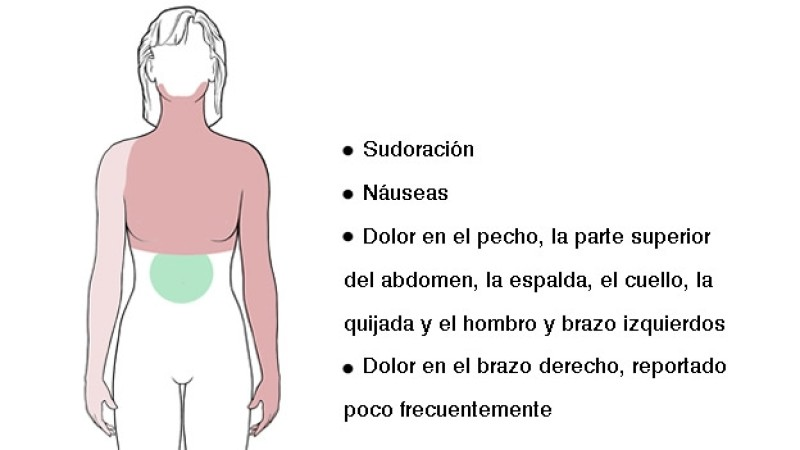 ● Sudoración
● Náuseas
● Dolor en el pecho, la parte superior
del abdomen, la espalda, el cuello, la
quijada y el hombro y brazo izquierdos
● Dolor en el brazo derecho, reportado
poco frecuentemente